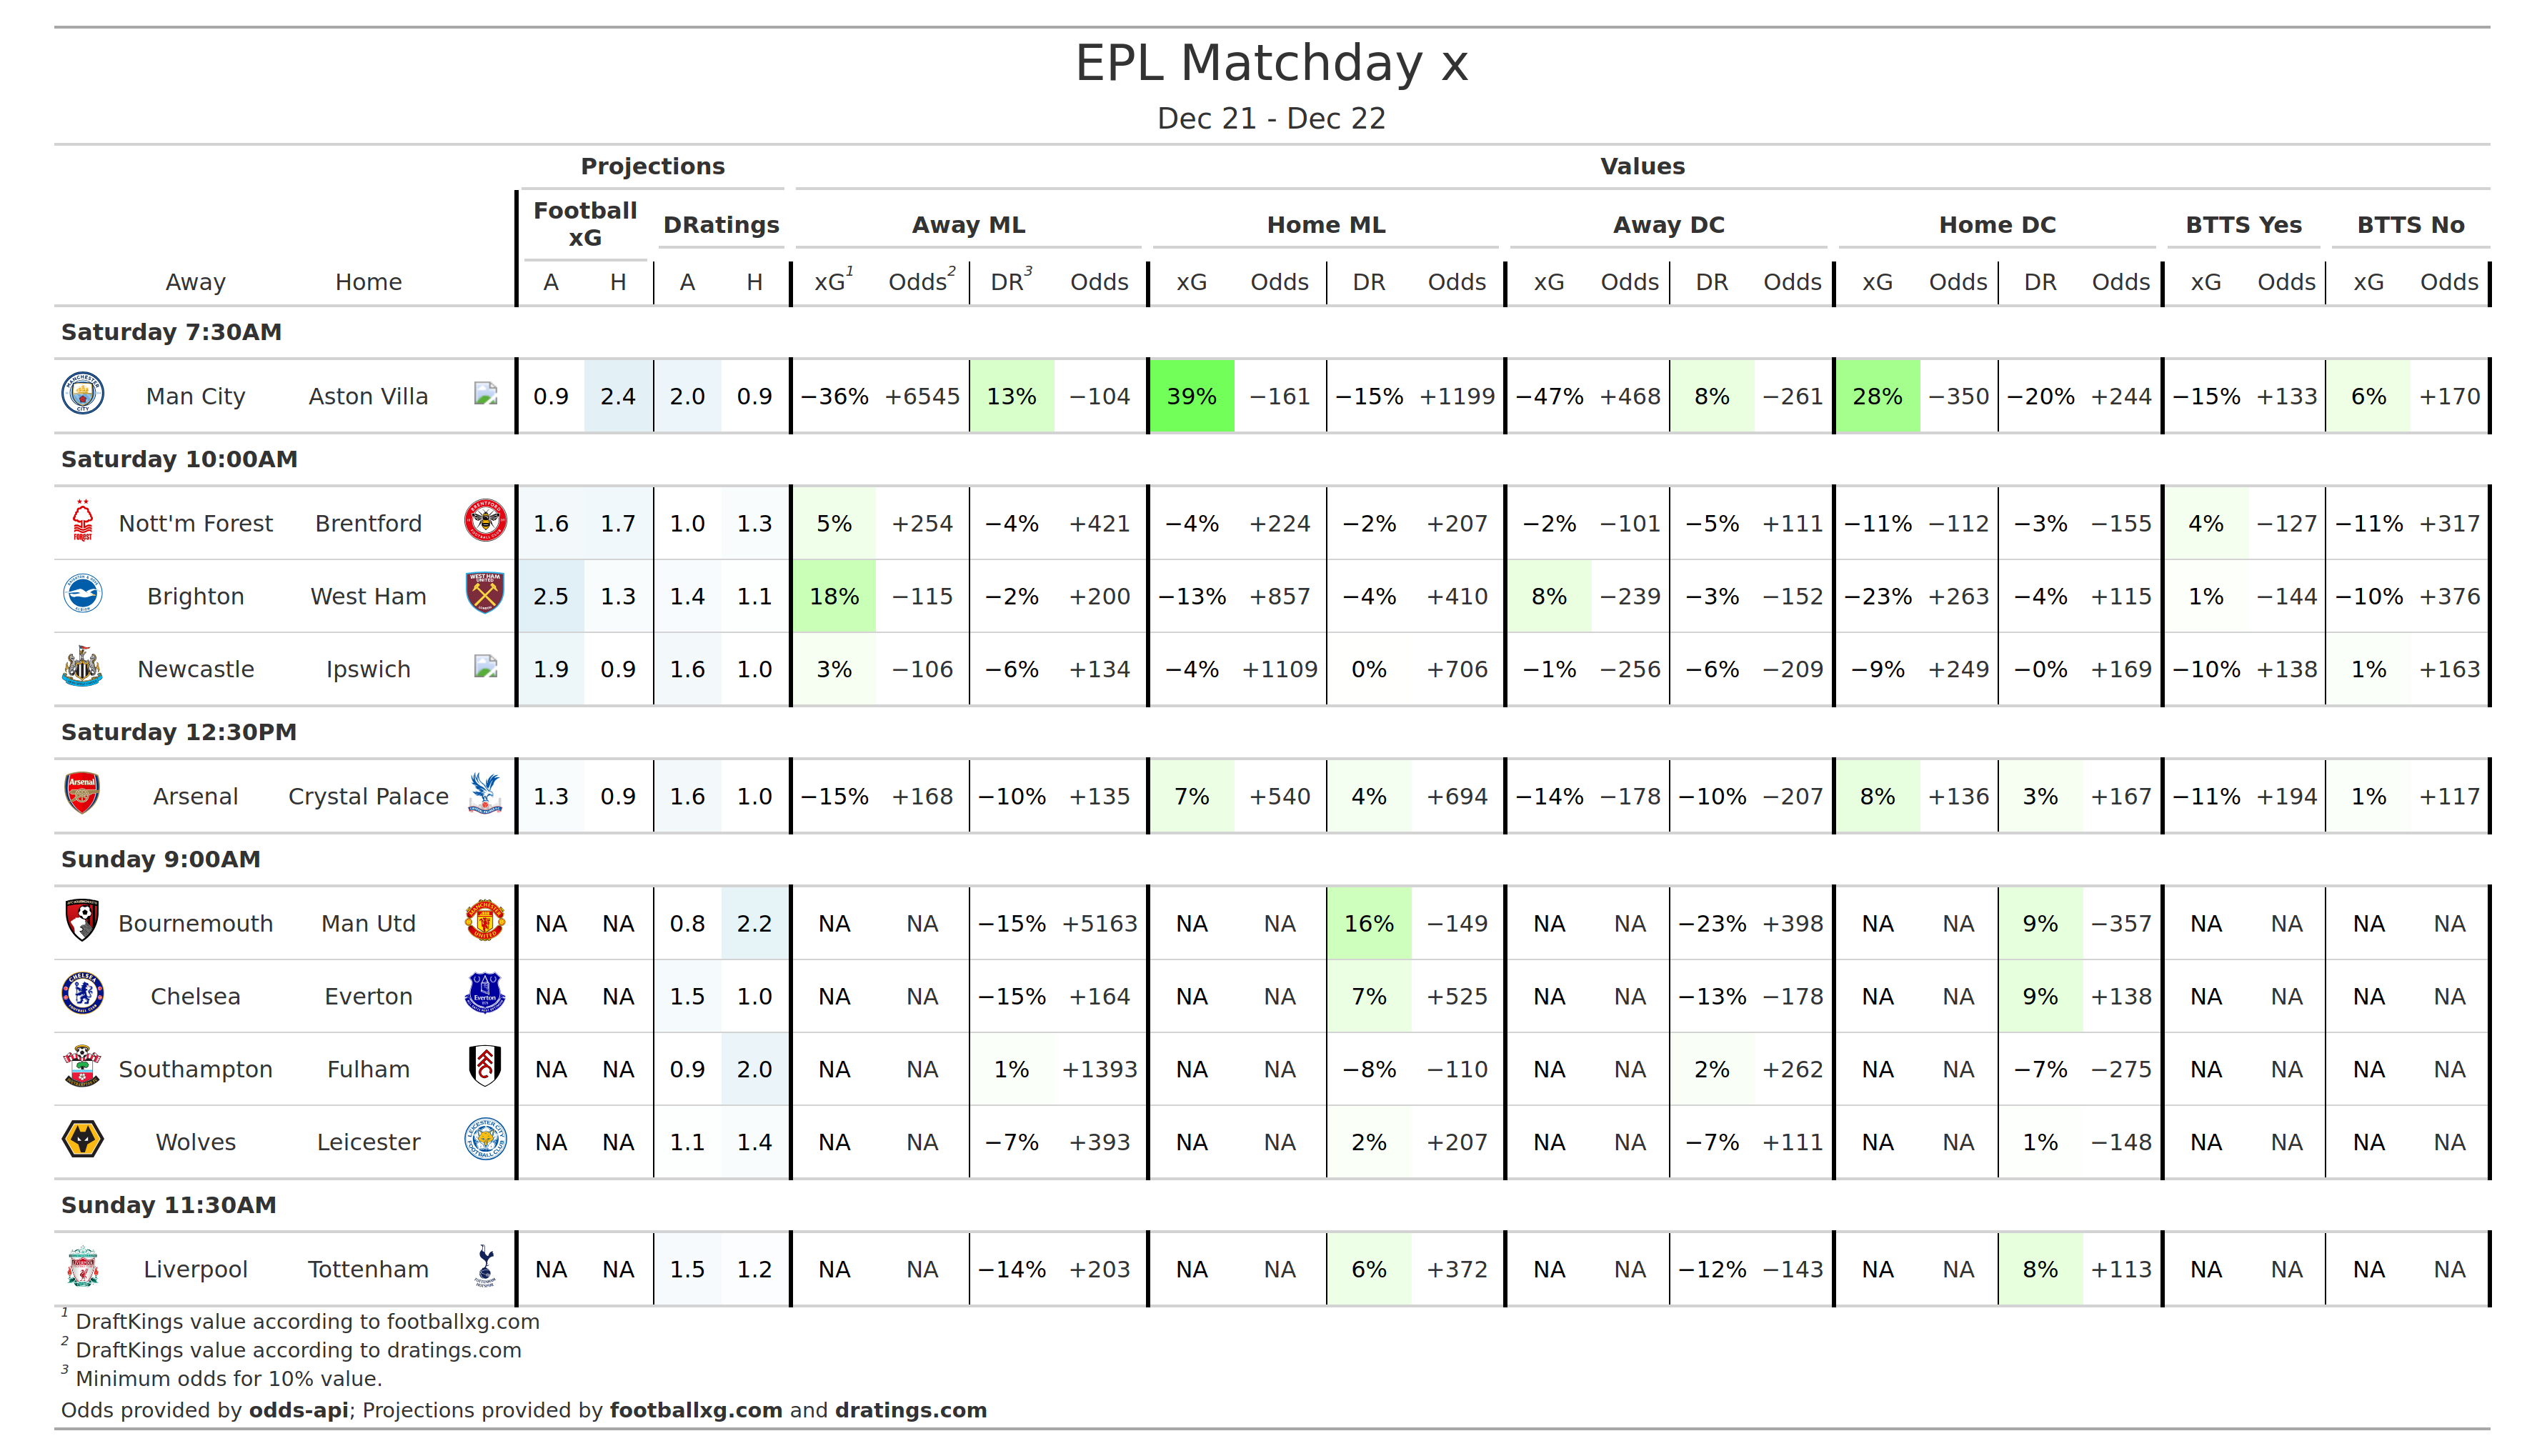 EPL Matchday x
Dec 21 - Dec 22
Projections Values
Football xG DRatings Away ML Home ML Away DC Home DC BTTS Yes BTTS No
Away Home A H A H xG1 Odds2 DR3 Odds xG Odds DR Odds xG Odds DR Odds xG Odds DR Odds xG Odds xG Odds
Saturday 7:30AM
Man City Aston Villa 0.9 2.4 2.0 0.9 −36% +6545 13% −104 39% −161 −15% +1199 −47% +468 8% −261 28% −350 −20% +244 −15% +133 6% +170
Saturday 10:00AM
Nott'm Forest Brentford 1.6 1.7 1.0 1.3 5% +254 −4% +421 −4% +224 −2% +207 −2% −101 −5% +111 −11% −112 −3% −155 4% −127 −11% +317
Brighton West Ham 2.5 1.3 1.4 1.1 18% −115 −2% +200 −13% +857 −4% +410 8% −239 −3% −152 −23% +263 −4% +115 1% −144 −10% +376
Newcastle Ipswich 1.9 0.9 1.6 1.0 3% −106 −6% +134 −4% +1109 0% +706 −1% −256 −6% −209 −9% +249 −0% +169 −10% +138 1% +163
Saturday 12:30PM
Arsenal Crystal Palace 1.3 0.9 1.6 1.0 −15% +168 −10% +135 7% +540 4% +694 −14% −178 −10% −207 8% +136 3% +167 −11% +194 1% +117
Sunday 9:00AM
Bournemouth Man Utd NA NA 0.8 2.2 NA NA −15% +5163 NA NA 16% −149 NA NA −23% +398 NA NA 9% −357 NA NA NA NA
Chelsea Everton NA NA 1.5 1.0 NA NA −15% +164 NA NA 7% +525 NA NA −13% −178 NA NA 9% +138 NA NA NA NA
Southampton Fulham NA NA 0.9 2.0 NA NA 1% +1393 NA NA −8% −110 NA NA 2% +262 NA NA −7% −275 NA NA NA NA
Wolves Leicester NA NA 1.1 1.4 NA NA −7% +393 NA NA 2% +207 NA NA −7% +111 NA NA 1% −148 NA NA NA NA
Sunday 11:30AM
Liverpool Tottenham NA NA 1.5 1.2 NA NA −14% +203 NA NA 6% +372 NA NA −12% −143 NA NA 8% +113 NA NA NA NA
1 DraftKings value according to footballxg.com
2 DraftKings value according to dratings.com
3 Minimum odds for 10% value.
Odds provided by odds-api; Projections provided by footballxg.com and dratings.com